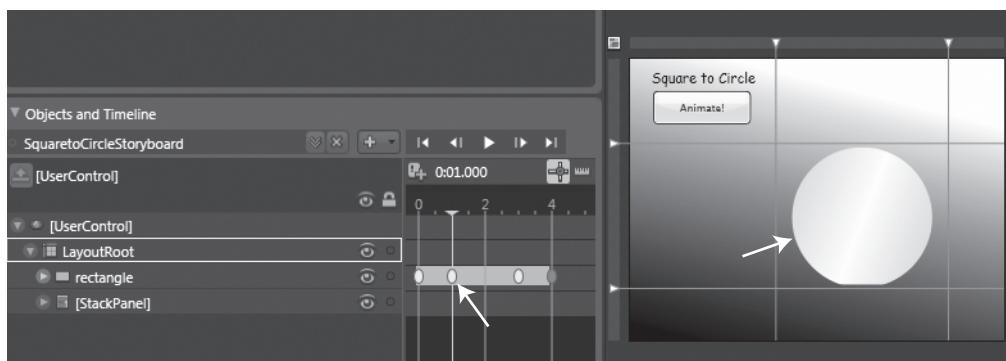 Objects and Timeline
SquaretoCircleStoryboard
[UserControl]
0:01.000
0 2 4
[UserControl]
LayoutRoot
rectangle
[StackPanel]
Square to Circle
Animate!